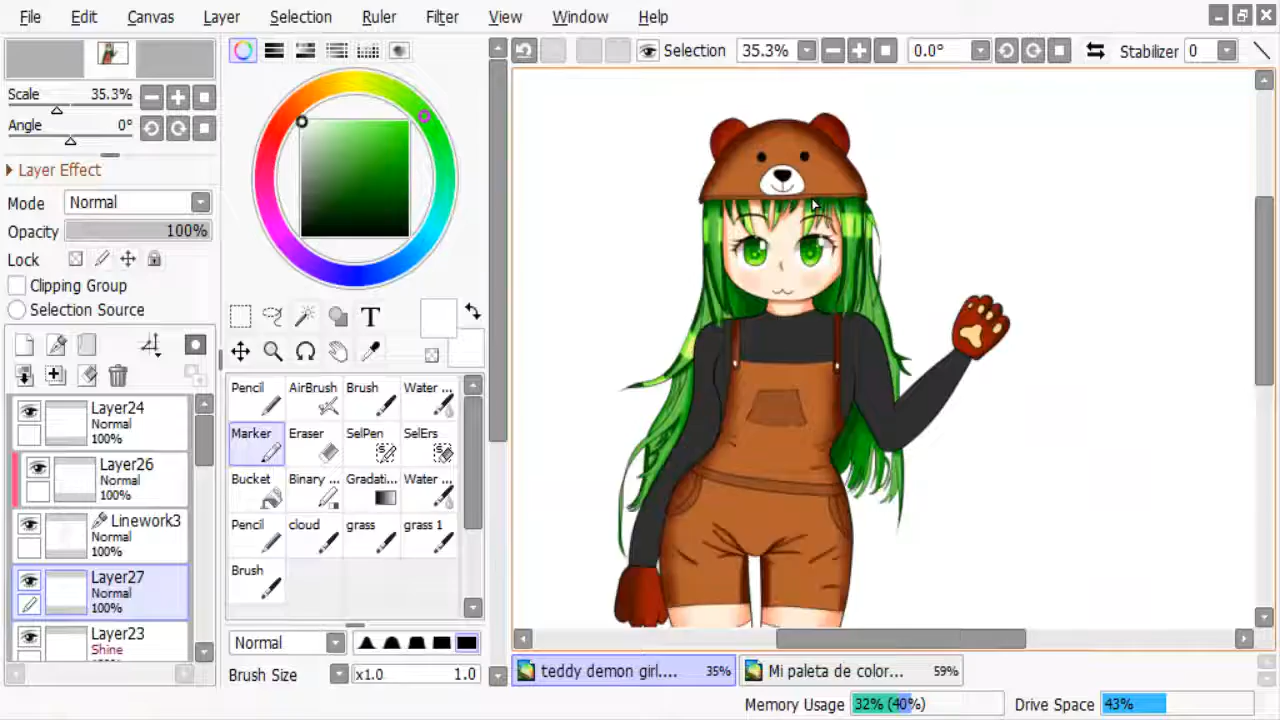 File Edit Canvas Layer Selection Ruler Filter View Window Help
Selection 35.3% 0.0° Stabilizer 0
Scale 35.3%
Angle 0°
Layer Effect
Mode Normal
Opacity 100%
Lock
Clipping Group
Selection Source
Layer24
Normal
100%
Layer26
Normal
100%
Linework3
Normal
100%
Layer27
Normal
100%
Layer23
Shine
T
Pencil AirBrush Brush Water ...
Marker Eraser SelPen SelErs
Bucket Binary ... Gradati... Water ...
Pencil cloud grass grass 1
Brush
Normal
Brush Size x1.0 1.0
teddy demon girl.... 35% Mi paleta de color... 59%
Memory Usage 32% (40%) Drive Space 43%